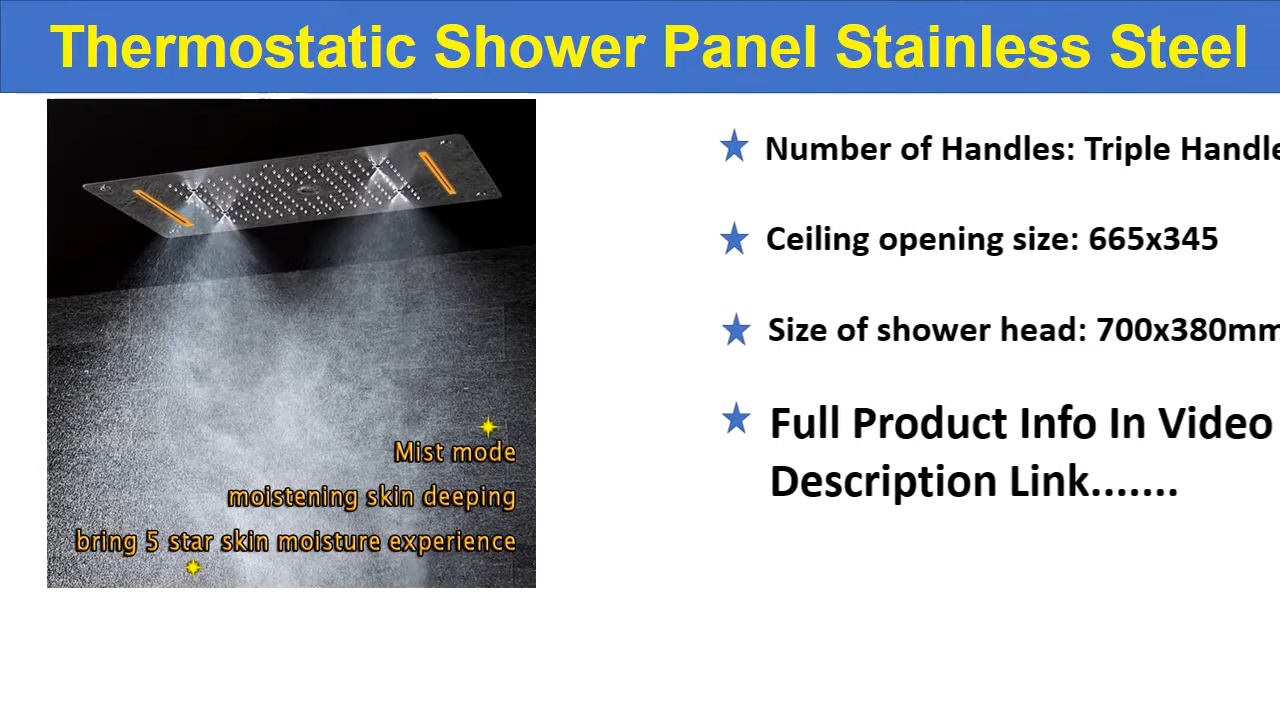 Thermostatic Shower Panel Stainless Steel
Number of Handles: Triple Handle
Ceiling opening size: 665x345
Size of shower head: 700x380mm
Full Product Info In Video
Description Link.......
Mist mode
moistening skin deeping
bring 5 star skin moisture experience